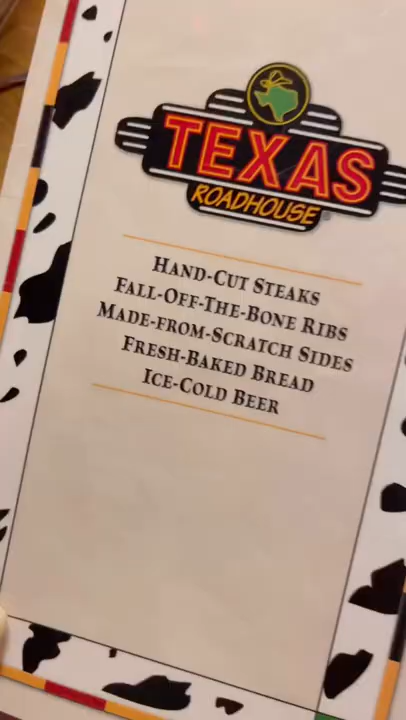 TEXAS
ROADHOUSE®
HAND-CUT STEAKS
FALL-OFF-THE-BONE RIBS
MADE-FROM-SCRATCH SIDES
FRESH-BAKED BREAD
ICE-COLD BEER